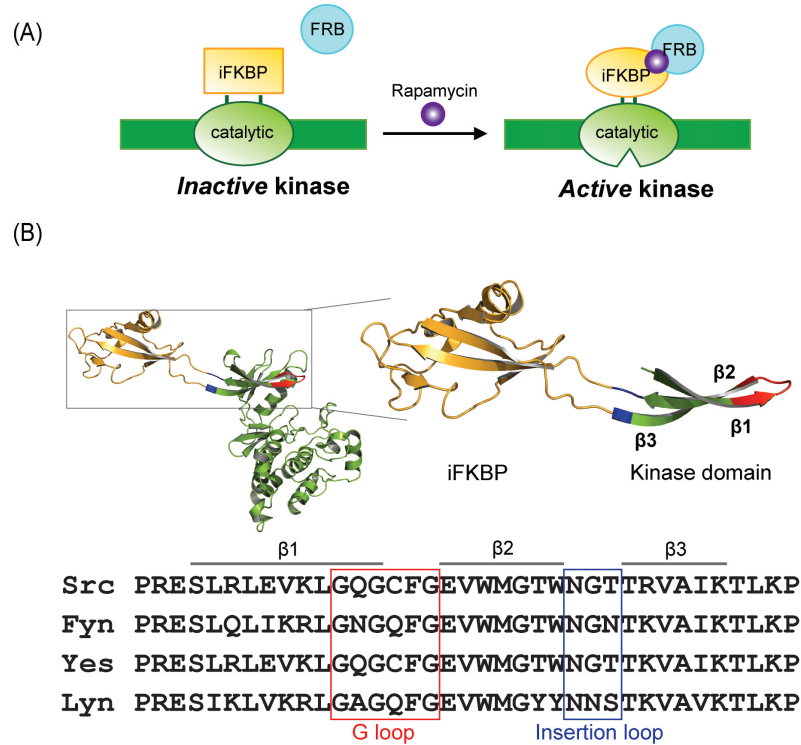 (A)
FRB
iFKBP
catalytic
Inactive kinase
Rapamycin
FRB
iFKBP
catalytic
Active kinase
(B)
β2
β1
β3
iFKBP
Kinase domain
β1 β2 β3
Src PRESLRLEVKLGQGCFGEVWMGTWNGTTRVAIKTLKP
Fyn PRESLQLIKRLGNGQFGEVWMGTWNGNTKVAIKTLKP
Yes PRESLRLEVKLGQGCFGEVWMGTWNGTTKVAIKTLKP
Lyn PRESIKLVKRLGAGQFGEVWMGYYNNSTKVAVKTLKP
G loop Insertion loop